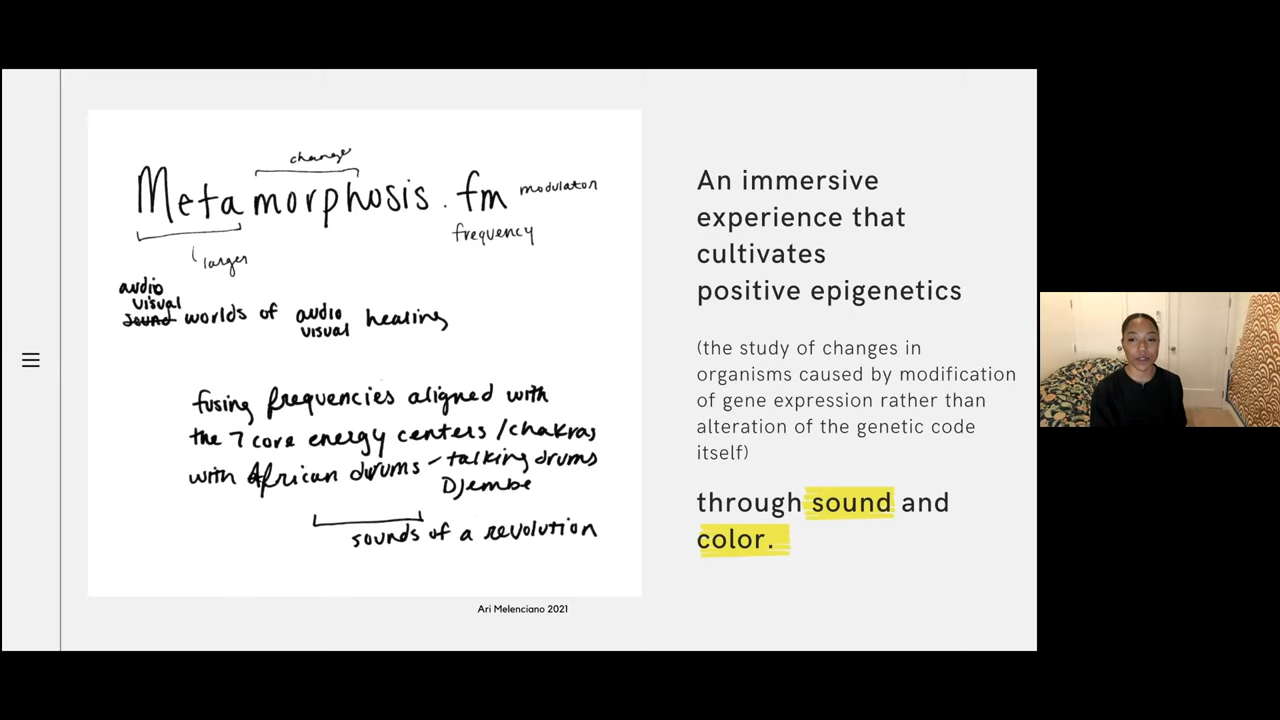 change
Metamorphosis.fm modulator
frequency
larger
audio
visual
sound worlds of audio visual healing
fusing frequencies aligned with
the 7 core energy centers/chakras
with African drums - talking drums
Djembe
sounds of a revolution
Ari Melenciano 2021
An immersive
experience that
cultivates
positive epigenetics
(the study of changes in
organisms caused by modification
of gene expression rather than
alteration of the genetic code
itself)
through sound and
color.